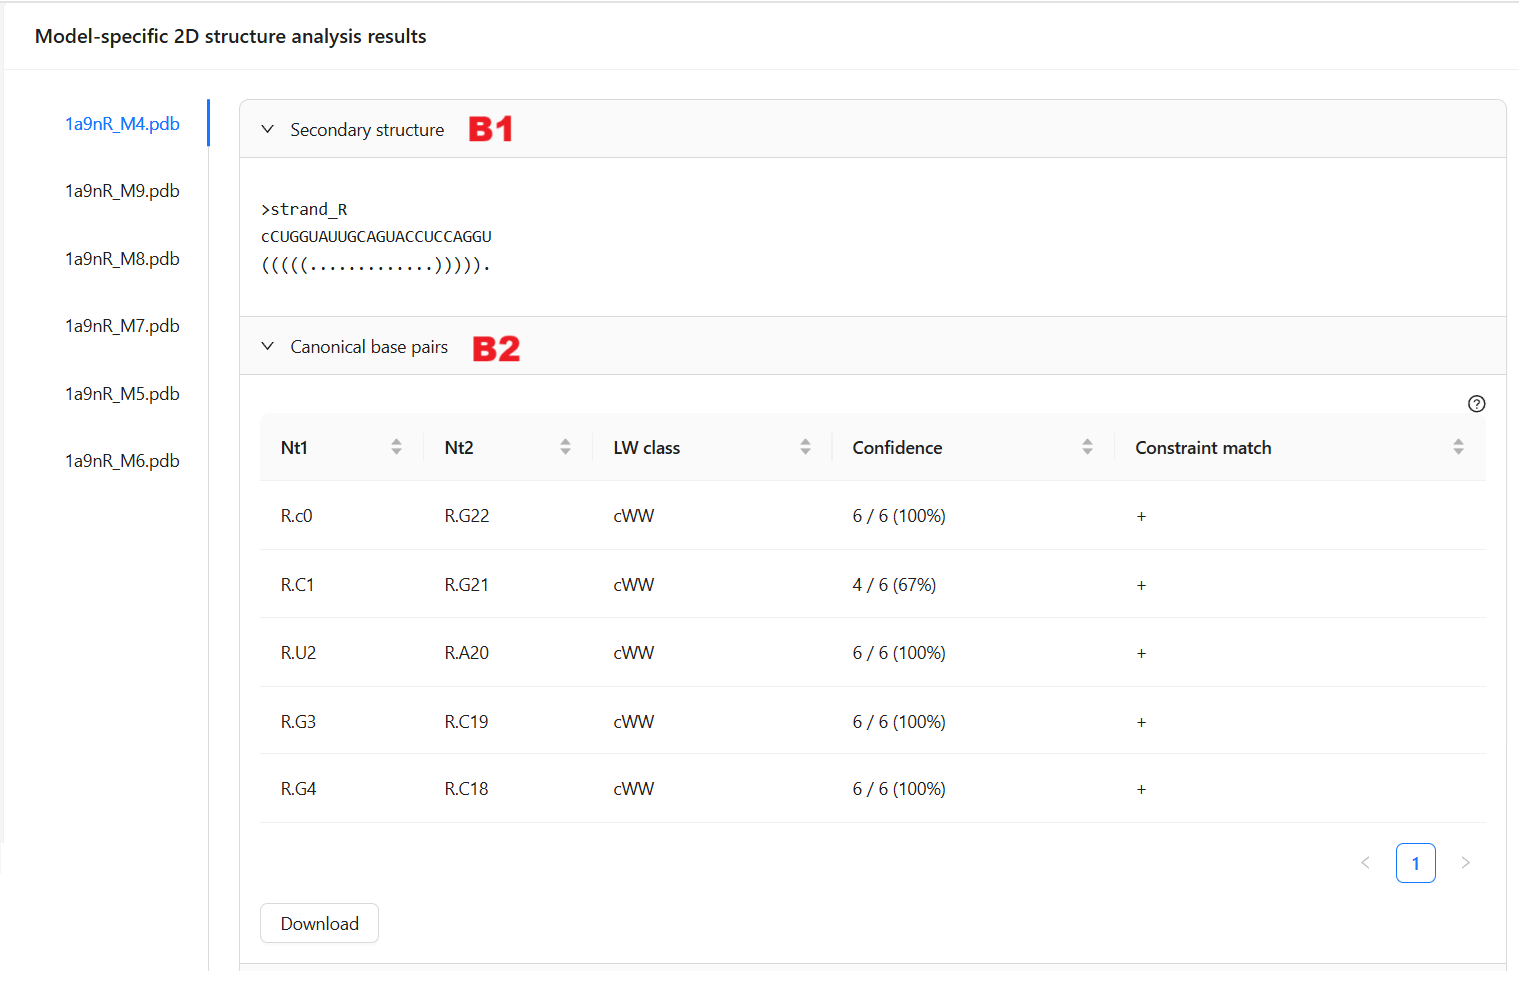 Model-specific 2D structure analysis results
1a9nR_M4.pdb
1a9nR_M9.pdb
1a9nR_M8.pdb
1a9nR_M7.pdb
1a9nR_M5.pdb
1a9nR_M6.pdb
Secondary structure B1
>strand_R
cCUGGUAUUGCAGUACCUCCAGGU
(((((.............))))).
Canonical base pairs B2
Nt1 Nt2 LW class Confidence Constraint match
R.c0 R.G22 cWW 6 / 6 (100%) +
R.C1 R.G21 cWW 4 / 6 (67%) +
R.U2 R.A20 cWW 6 / 6 (100%) +
R.G3 R.C19 cWW 6 / 6 (100%) +
R.G4 R.C18 cWW 6 / 6 (100%) +
< 1 >
Download